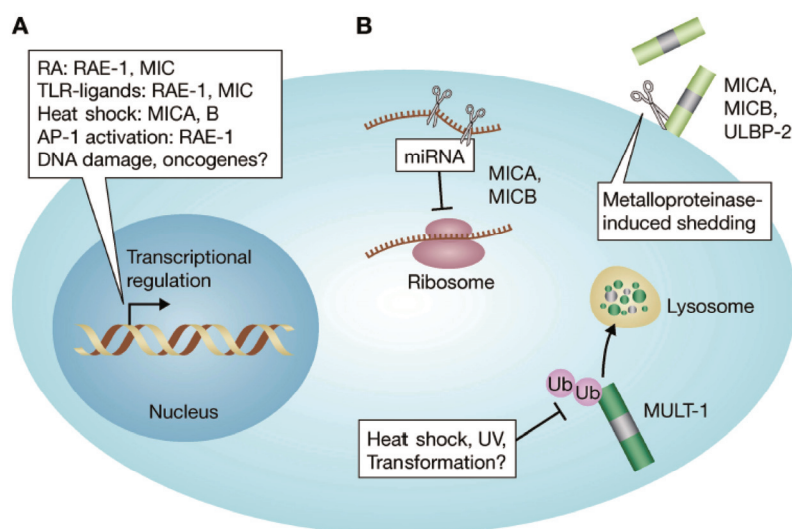 A
RA: RAE-1, MIC
TLR-ligands: RAE-1, MIC
Heat shock: MICA, B
AP-1 activation: RAE-1
DNA damage, oncogenes?
Transcriptional
regulation
Nucleus
B
miRNA
MICA,
MICB
Ribosome
MICA,
MICB,
ULBP-2
Metalloproteinase-
induced shedding
Lysosome
Ub
Ub
MULT-1
Heat shock, UV,
Transformation?